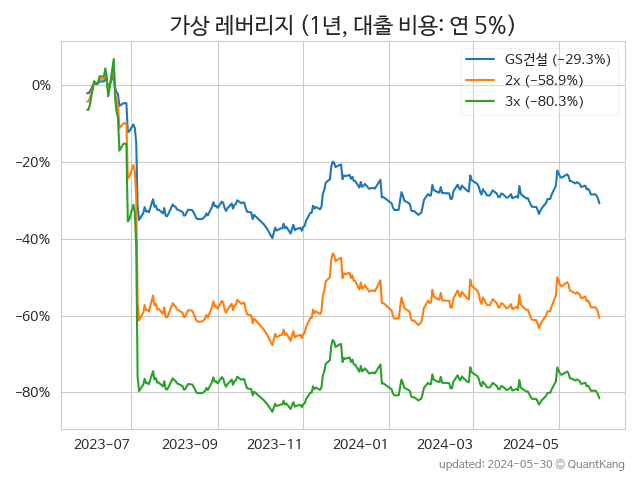 가상 레버리지 (1년, 대출 비용: 연 5%)
GS건설 (−29.3%)
2x (−58.9%)
3x (−80.3%)
0%
−20%
−40%
−60%
−80%
2023−07 2023−09 2023−11 2024−01 2024−03 2024−05
updated: 2024-05-30 © QuantKang